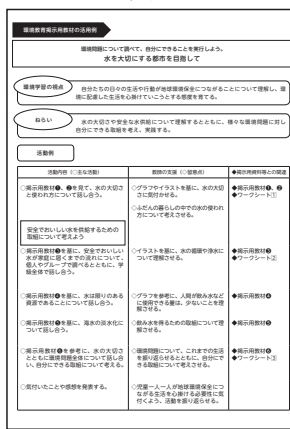 環境教育掲示用教材の活用例
環境問題について調べて、自分にできることを実行しよう。
水を大切にする都市を目指して
環境学習の視点
自分たちの日々の生活や行動が地球環境保全につながることについて理解し、環
境に配慮した生活を心掛けていこうとする態度を育てる。
ねらい
水の大切さや安全な水供給について理解するとともに、様々な環境問題に対し
自分にできる取組を考え、実践する。
活動例
活動内容（○主な活動）
教師の支援（◇留意点）
◆掲示用資料等との関連
○掲示用教材❶、❷を見て、水の大切さ
と使われ方について話し合う。
◇グラフやイラストを基に、水の大切
さに気付かせる。
◇ふだんの暮らしの中での水の使われ
方について考えさせる。
◆掲示用教材❶、❷
◆ワークシート①
安全でおいしい水を供給するための
取組について考えよう
○掲示用教材❸を基に、安全でおいしい
水が家庭に届くまでの流れについて、
個人やグループで調べるとともに、学
級全体で話し合う。
◇イラストを基に、水の循環や浄水に
ついて理解させる。
◆掲示用教材❸
◆ワークシート②
○掲示用教材❹を基に、水は限りのある
資源であることについて話し合う。
◇グラフを参考に、人間が飲み水など
に使用できる量は、少ないことを理
解させる。
◆掲示用教材❹
○掲示用教材❺を基に、海水の淡水化に
ついて話し合う。
◇飲み水を得るための取組について理
解させる。
◆掲示用教材❺
○掲示用教材❻を参考に、水の大切さ
とともに環境問題全体について話し合
い、自分にできる取組について考える。
◇環境問題について、これまでの生活
を振り返らせるとともに、自分にで
きる取組について考えさせる。
◆掲示用教材❻
◆ワークシート③
○気付いたことや感想を発表する。
◇児童一人一人が地球環境保全につ
ながる生活を心掛ける必要性に気
付くよう、活動を振り返らせる。